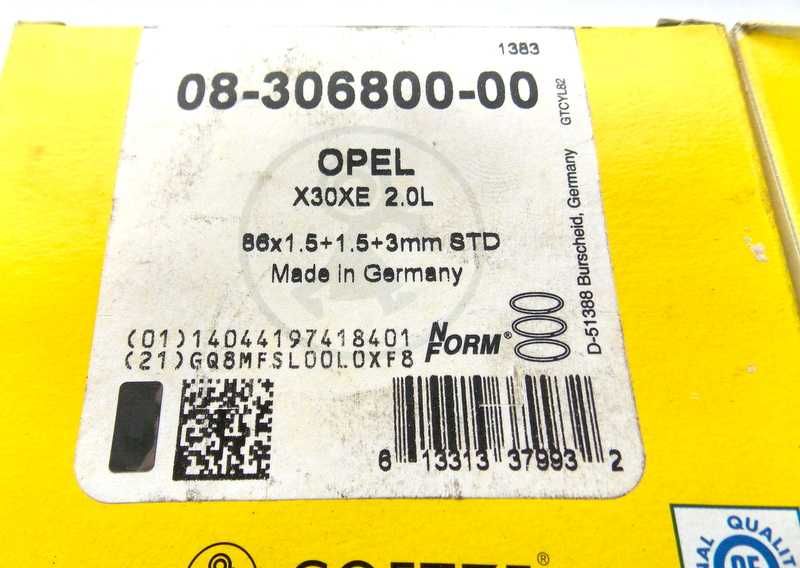 1383
08-306800-00
GTCYL82
OPEL
X30XE 2.0L
86x1.5+1.5+3mm STD
Made in Germany
D-51388 Burscheid, Germany
(01)14044197418401
(21)GQ8MFSL00L0XF8
NFORM®
6 13313 37993 2
QUALIT